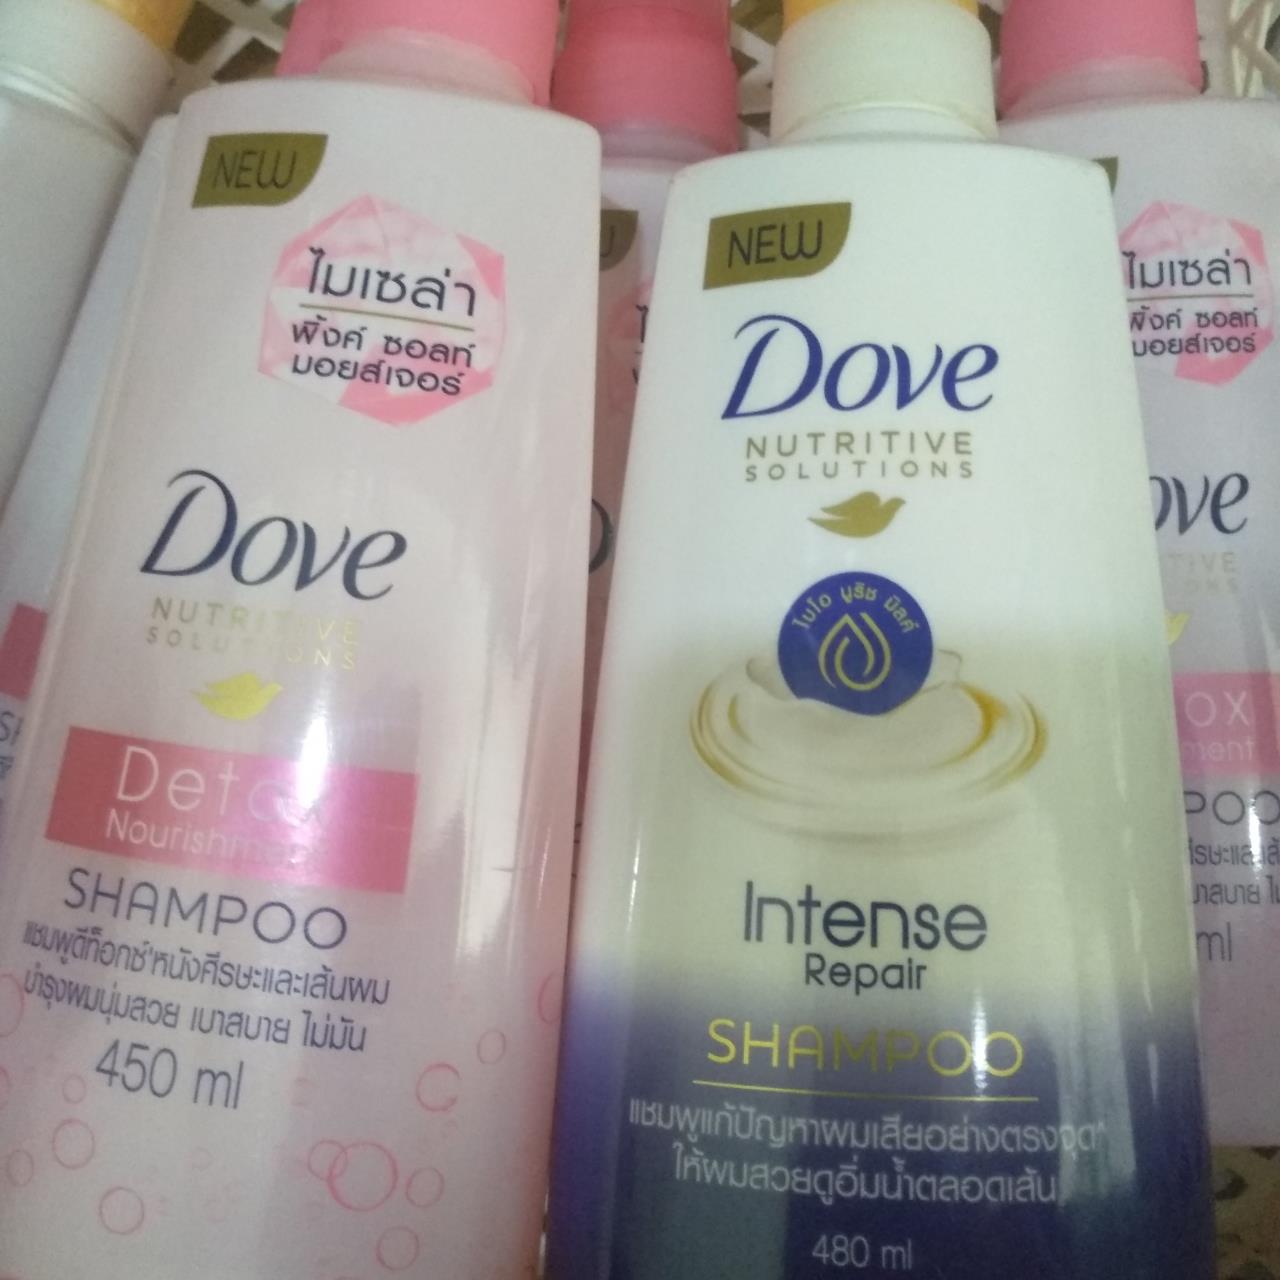 NEW
ไมเซล่า
พิ้งค์ ซอลท์
มอยส์เจอร์
Dove
NUTRITIVE
SOLUTIONS
Detox
Nourishment
SHAMPOO
แชมพูดีท็อกซ์หนังศีรษะและเส้นผม
บำรุงผมนุ่มสวย เบาสบาย ไม่มัน
450 ml
NEW
Dove
NUTRITIVE
SOLUTIONS
ไบโอ นูริช มิลค์
Intense
Repair
SHAMPOO
แชมพูแก้ปัญหาผมเสียอย่างตรงจุด^
ให้ผมสวยดูอิ่มน้ำตลอดเส้น
480 ml
ไมเซล่า
พิ้งค์ ซอลท์
มอยส์เจอร์
ove
TIVE
IONS
OX
ment
POO
ml